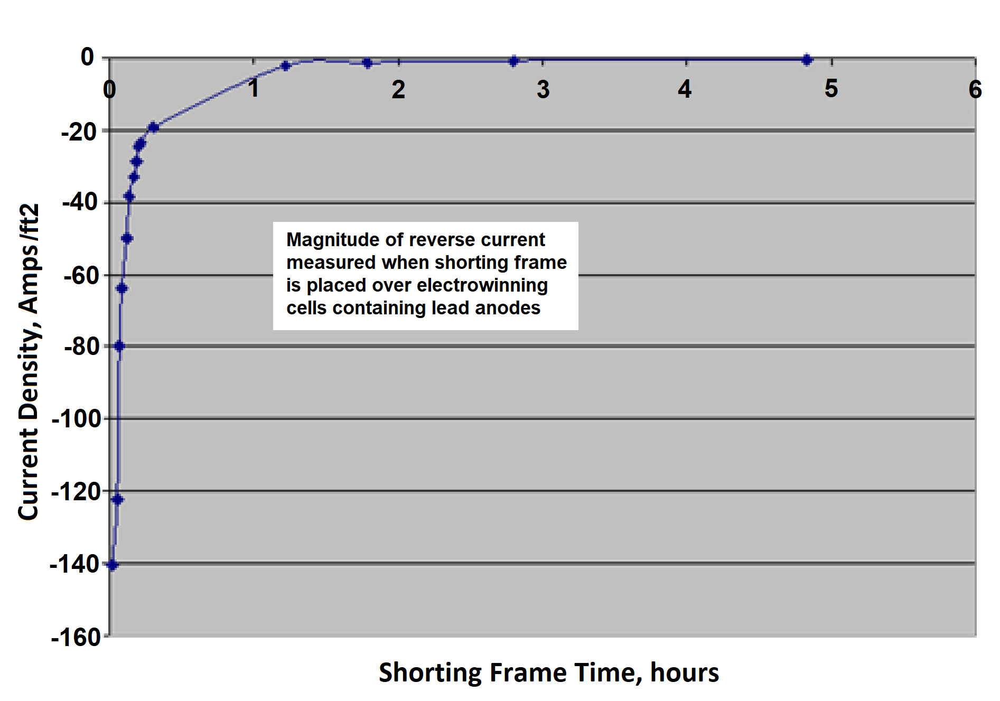 0
0 1 2 3 4 5 6
-20
-40
Magnitude of reverse current
measured when shorting frame
is placed over electrowinning
cells containing lead anodes
-60
-80
-100
-120
-140
-160
Current Density, Amps/ft2
Shorting Frame Time, hours